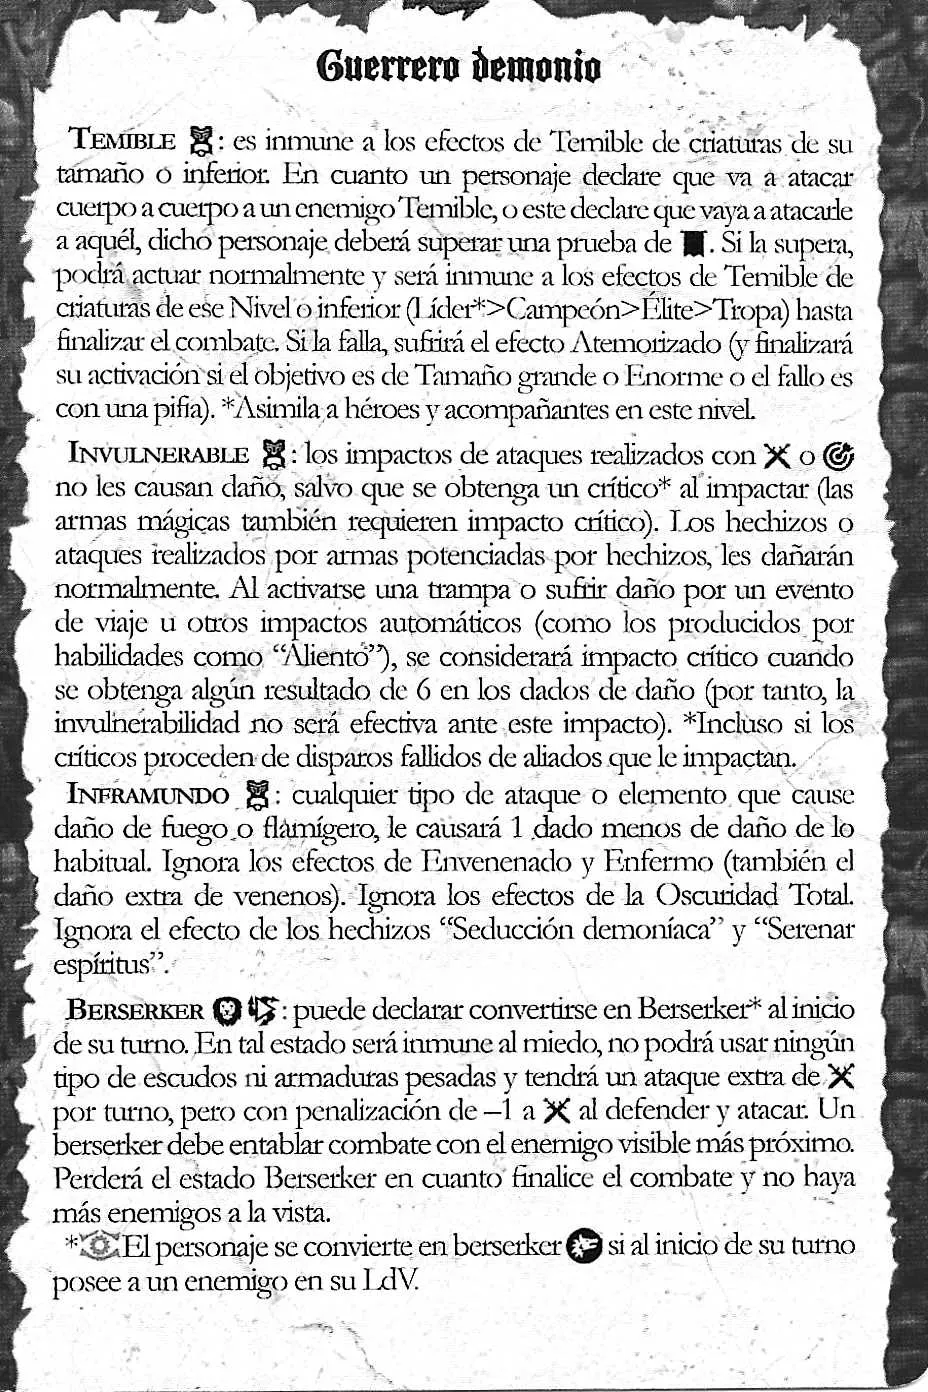 Guerrero demonio
TEMIBLE : es inmune a los efectos de Temible de criaturas de su
tamaño o inferior. En cuanto un personaje declare que va a atacar
cuerpo a cuerpo a un enemigo Temible, o este declare que vaya a atacarle
a aquél, dicho personaje deberá superar una prueba de . Si la supera,
podrá actuar normalmente y será inmune a los efectos de Temible de
criaturas de ese Nivel o inferior (Líder*>Campeón>Élite>Tropa) hasta
finalizar el combate. Si la falla, sufrirá el efecto Atemorizado (y finalizará
su activación si el objetivo es de Tamaño grande o Enorme o el fallo es
con una pifia). *Asimila a héroes y acompañantes en este nivel.
INVULNERABLE : los impactos de ataques realizados con o
no les causan daño, salvo que se obtenga un crítico* al impactar (las
armas mágicas también requieren impacto crítico). Los hechizos o
ataques realizados por armas potenciadas por hechizos, les dañarán
normalmente. Al activarse una trampa o sufrir daño por un evento
de viaje u otros impactos automáticos (como los producidos por
habilidades como “Aliento”), se considerará impacto crítico cuando
se obtenga algún resultado de 6 en los dados de daño (por tanto, la
invulnerabilidad no será efectiva ante este impacto). *Incluso si los
críticos proceden de disparos fallidos de aliados que le impactan.
INFRAMUNDO : cualquier tipo de ataque o elemento que cause
daño de fuego o flamígero, le causará 1 dado menos de daño de lo
habitual. Ignora los efectos de Envenenado y Enfermo (también el
daño extra de venenos). Ignora los efectos de la Oscuridad Total.
Ignora el efecto de los hechizos “Seducción demoníaca” y “Serenar
espíritus”.
BERSERKER : puede declarar convertirse en Berserker* al inicio
de su turno. En tal estado será inmune al miedo, no podrá usar ningún
tipo de escudos ni armaduras pesadas y tendrá un ataque extra de
por turno, pero con penalización de –1 a al defender y atacar. Un
berserker debe entablar combate con el enemigo visible más próximo.
Perderá el estado Berserker en cuanto finalice el combate y no haya
más enemigos a la vista.
* El personaje se convierte en berserker si al inicio de su turno
posee a un enemigo en su LdV.